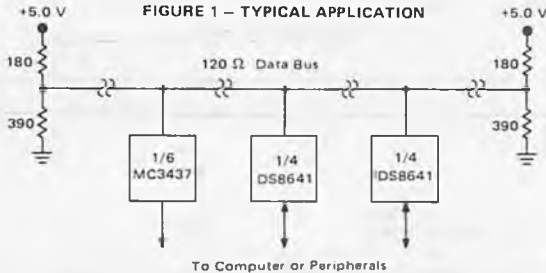 FIGURE 1 – TYPICAL APPLICATION
+5.0 V
+5.0 V
180
120 Ω Data Bus
180
390
390
1/6
MC3437
1/4
DS8641
1/4
DS8641
To Computer or Peripherals